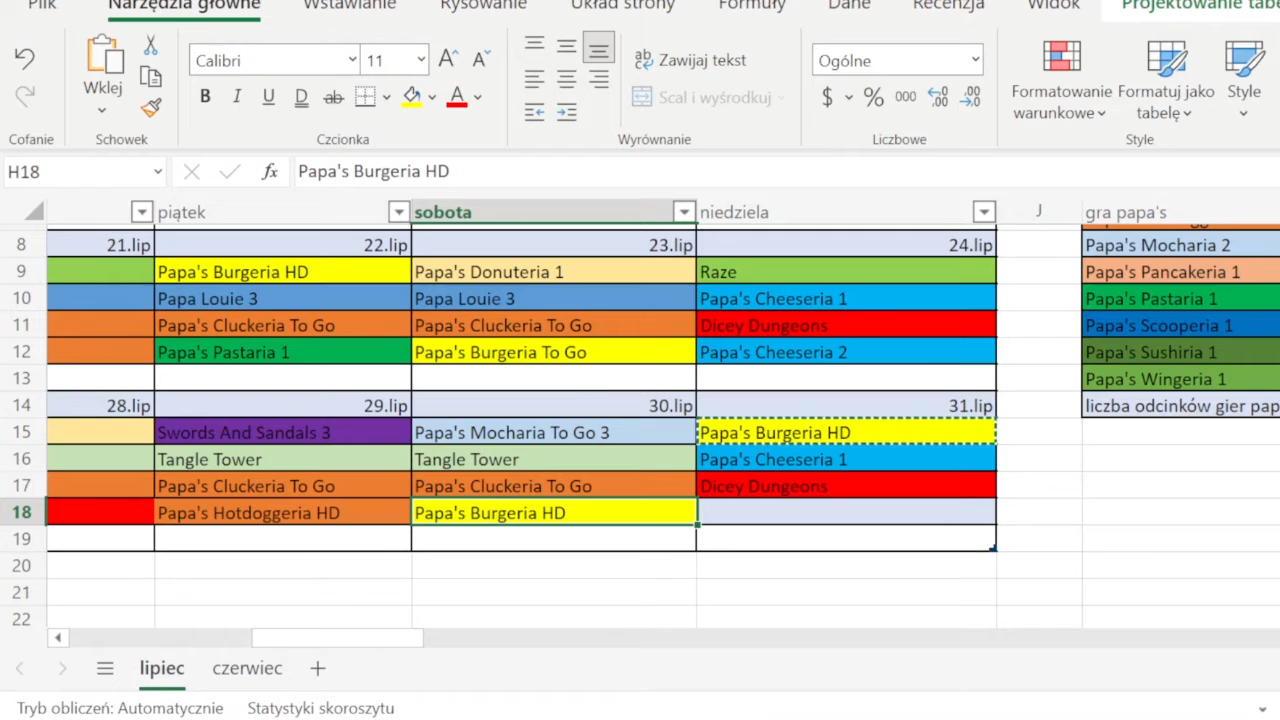 Plik Narzędzia główne Wstawianie Rysowanie Układ strony Formuły Dane Recenzja Widok Projektowanie tabe
Wklej
Calibri 11
Zawijaj tekst
Scal i wyśrodkuj
Ogólne
$ % 000
Formatowanie warunkowe
Formatuj jako tabelę
Style
Cofanie Schowek Czcionka Wyrównanie Liczbowe Style
H18 fx Papa's Burgeria HD
piątek sobota niedziela J gra papa's
8 21.lip 22.lip 23.lip 24.lip Papa's Mocharia 2
9 Papa's Burgeria HD Papa's Donuteria 1 Raze Papa's Pancakeria 1
10 Papa Louie 3 Papa Louie 3 Papa's Cheeseria 1 Papa's Pastaria 1
11 Papa's Cluckeria To Go Papa's Cluckeria To Go Dicey Dungeons Papa's Scooperia 1
12 Papa's Pastaria 1 Papa's Burgeria To Go Papa's Cheeseria 2 Papa's Sushiria 1
13 Papa's Wingeria 1
14 28.lip 29.lip 30.lip 31.lip liczba odcinków gier pap
15 Swords And Sandals 3 Papa's Mocharia To Go 3 Papa's Burgeria HD
16 Tangle Tower Tangle Tower Papa's Cheeseria 1
17 Papa's Cluckeria To Go Papa's Cluckeria To Go Dicey Dungeons
18 Papa's Hotdoggeria HD Papa's Burgeria HD
19
20
21
22
lipiec czerwiec
Tryb obliczeń: Automatycznie Statystyki skoroszytu